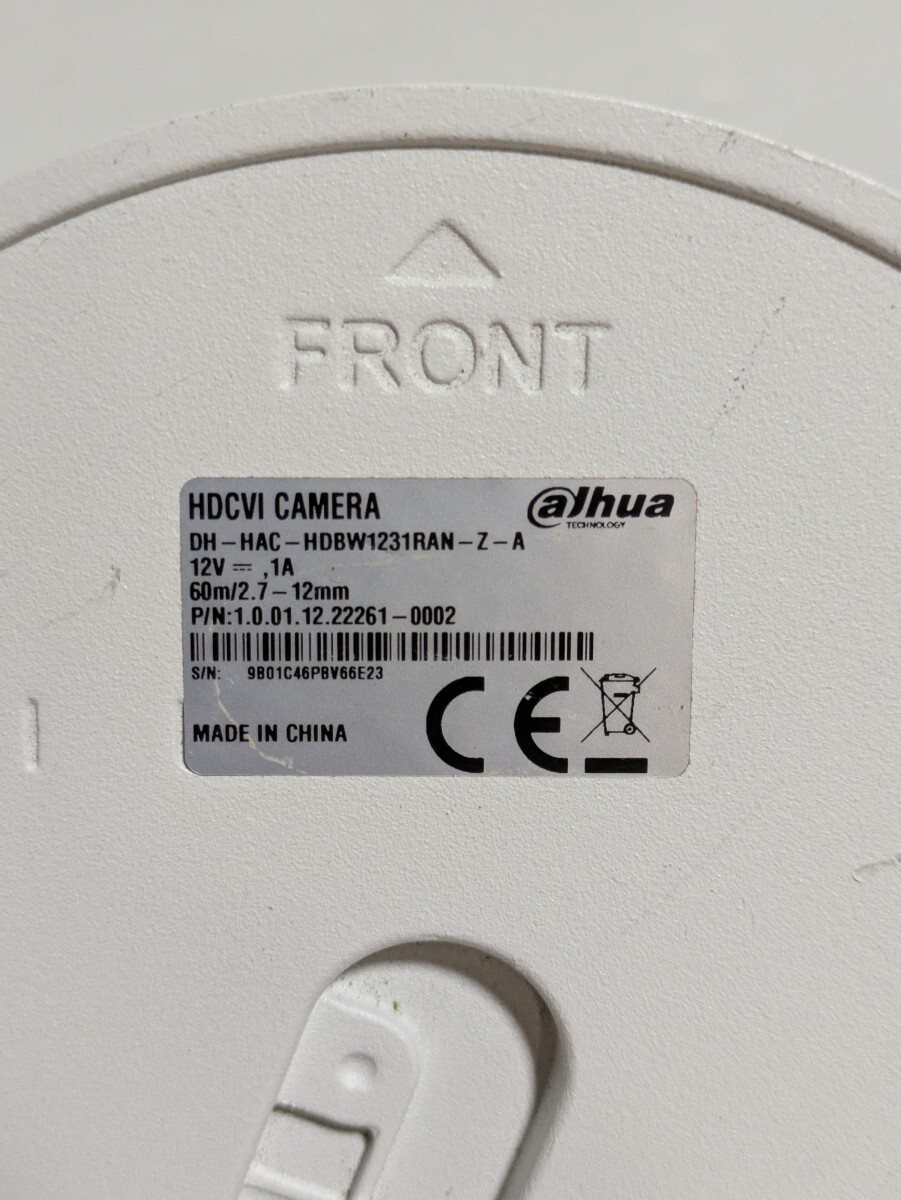 FRONT
HDCVI CAMERA
alhua
TECHNOLOGY
DH-HAC-HDBW1231RAN-Z-A
12V ⎓ ,1A
60m/2.7-12mm
P/N:1.0.01.12.22261-0002
S/N: 9B01C46PBV66E23
MADE IN CHINA
CE